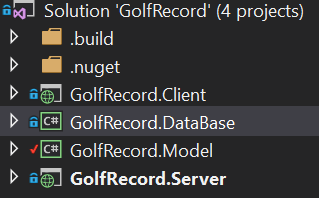 Solution 'GolfRecord' (4 projects)
.build
.nuget
GolfRecord.Client
C# GolfRecord.DataBase
C# GolfRecord.Model
GolfRecord.Server